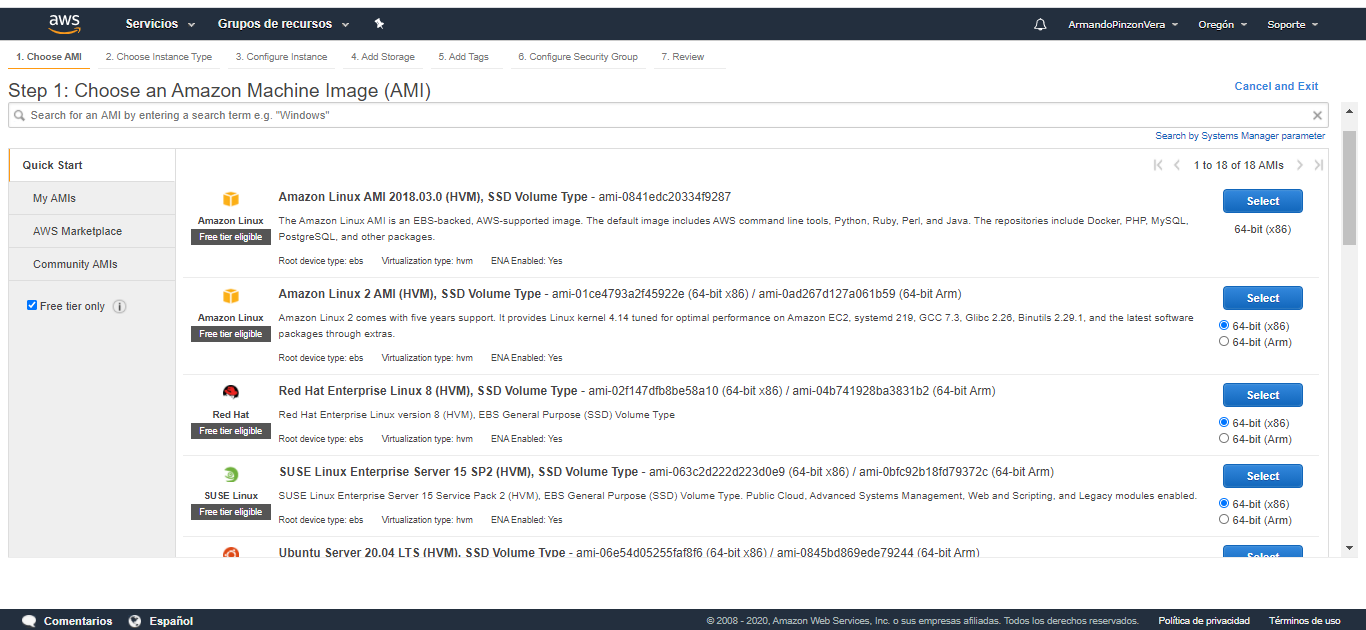 aws Servicios Grupos de recursos ArmandoPinzonVera Oregón Soporte
1. Choose AMI 2. Choose Instance Type 3. Configure Instance 4. Add Storage 5. Add Tags 6. Configure Security Group 7. Review
Step 1: Choose an Amazon Machine Image (AMI) Cancel and Exit
Search for an AMI by entering a search term e.g. "Windows"
Search by Systems Manager parameter
Quick Start
My AMIs
AWS Marketplace
Community AMIs
Free tier only
1 to 18 of 18 AMIs
Amazon Linux
Free tier eligible
Amazon Linux AMI 2018.03.0 (HVM), SSD Volume Type - ami-0841edc20334f9287
The Amazon Linux AMI is an EBS-backed, AWS-supported image. The default image includes AWS command line tools, Python, Ruby, Perl, and Java. The repositories include Docker, PHP, MySQL,
PostgreSQL, and other packages.
Root device type: ebs Virtualization type: hvm ENA Enabled: Yes
Select
64-bit (x86)
Amazon Linux
Free tier eligible
Amazon Linux 2 AMI (HVM), SSD Volume Type - ami-01ce4793a2f45922e (64-bit x86) / ami-0ad267d127a061b59 (64-bit Arm)
Amazon Linux 2 comes with five years support. It provides Linux kernel 4.14 tuned for optimal performance on Amazon EC2, systemd 219, GCC 7.3, Glibc 2.26, Binutils 2.29.1, and the latest software
packages through extras.
Root device type: ebs Virtualization type: hvm ENA Enabled: Yes
Select
64-bit (x86)
64-bit (Arm)
Red Hat
Free tier eligible
Red Hat Enterprise Linux 8 (HVM), SSD Volume Type - ami-02f147dfb8be58a10 (64-bit x86) / ami-04b741928ba3831b2 (64-bit Arm)
Red Hat Enterprise Linux version 8 (HVM), EBS General Purpose (SSD) Volume Type
Root device type: ebs Virtualization type: hvm ENA Enabled: Yes
Select
64-bit (x86)
64-bit (Arm)
SUSE Linux
Free tier eligible
SUSE Linux Enterprise Server 15 SP2 (HVM), SSD Volume Type - ami-063c2d222d223d0e9 (64-bit x86) / ami-0bfc92b18fd79372c (64-bit Arm)
SUSE Linux Enterprise Server 15 Service Pack 2 (HVM), EBS General Purpose (SSD) Volume Type. Public Cloud, Advanced Systems Management, Web and Scripting, and Legacy modules enabled.
Root device type: ebs Virtualization type: hvm ENA Enabled: Yes
Select
64-bit (x86)
64-bit (Arm)
Ubuntu Server 20.04 LTS (HVM), SSD Volume Type - ami-06e54d05255faf8f6 (64-bit x86) / ami-0845bd869ede79244 (64-bit Arm)
Select
Comentarios Español © 2008 - 2020, Amazon Web Services, Inc. o sus empresas afiliadas. Todos los derechos reservados. Política de privacidad Términos de uso